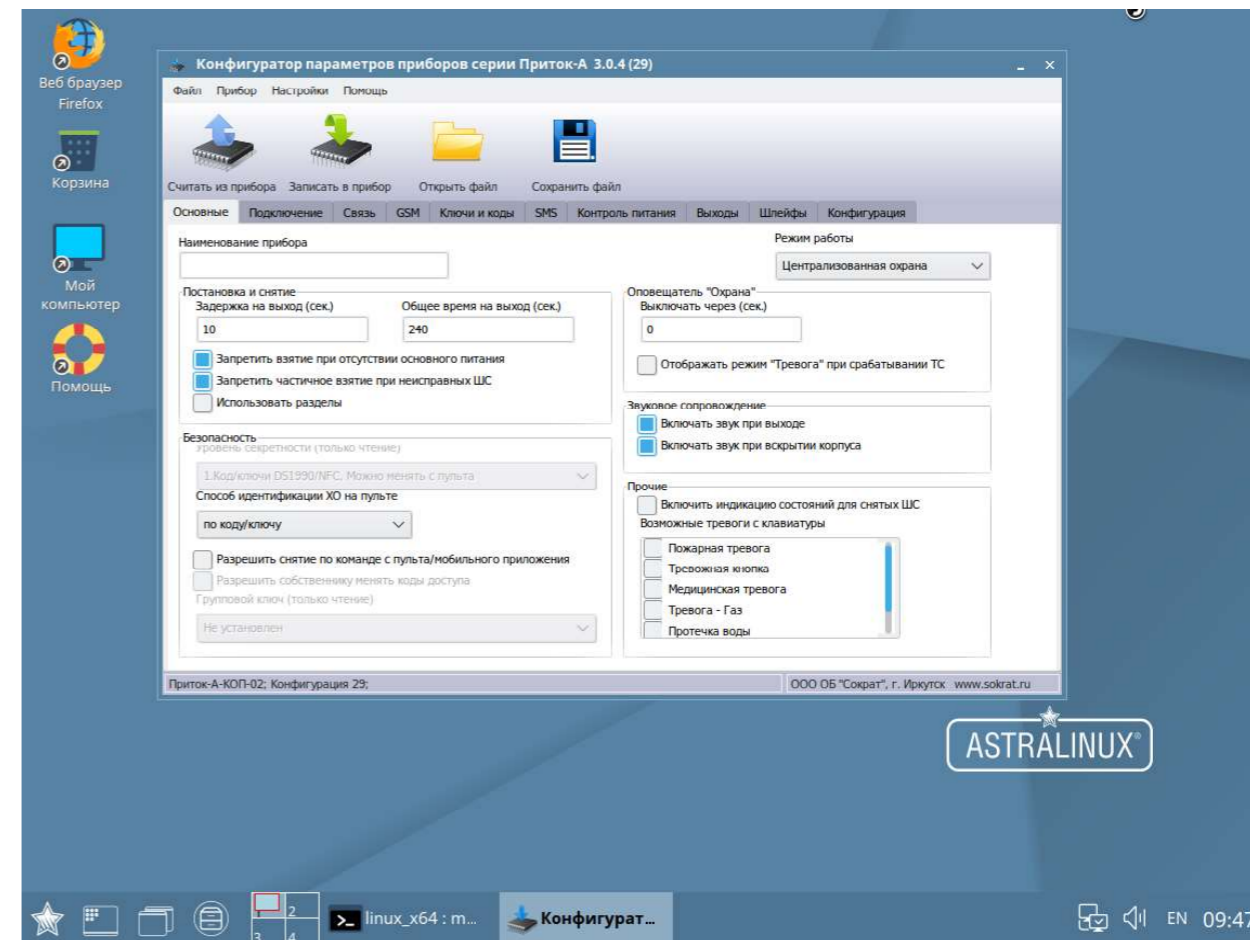 Веб браузер
Firefox
Корзина
Мой
компьютер
Помощь
Конфигуратор параметров приборов серии Приток-А 3.0.4 (29)
Файл Прибор Настройки Помощь
Считать из прибора Записать в прибор Открыть файл Сохранить файл
Основные Подключение Связь GSM Ключи и коды SMS Контроль питания Выходы Шлейфы Конфигурация
Наименование прибора
Режим работы
Централизованная охрана
Постановка и снятие
Задержка на выход (сек.) Общее время на выход (сек.)
10 240
Запретить взятие при отсутствии основного питания
Запретить частичное взятие при неисправных ШС
Использовать разделы
Оповещатель "Охрана"
Выключать через (сек.)
0
Отображать режим "Тревога" при срабатывании ТС
Звуковое сопровождение
Включать звук при выходе
Включать звук при вскрытии корпуса
Безопасность
Уровень секретности (только чтение)
1.Код/ключи DS1990/NFC, Можно менять с пульта
Способ идентификации ХО на пульте
по коду/ключу
Разрешить снятие по команде с пульта/мобильного приложения
Разрешить собственнику менять коды доступа
Групповой ключ (только чтение)
Не установлен
Прочие
Включить индикацию состояний для снятых ШС
Возможные тревоги с клавиатуры
Пожарная тревога
Тревожная кнопка
Медицинская тревога
Тревога - Газ
Протечка воды
Приток-А-КОП-02; Конфигурация 29;
ООО ОБ "Сократ", г. Иркутск www.sokrat.ru
ASTRALINUX®
1 2
3 4
linux_x64 : m...
Конфигурат...
EN 09:47